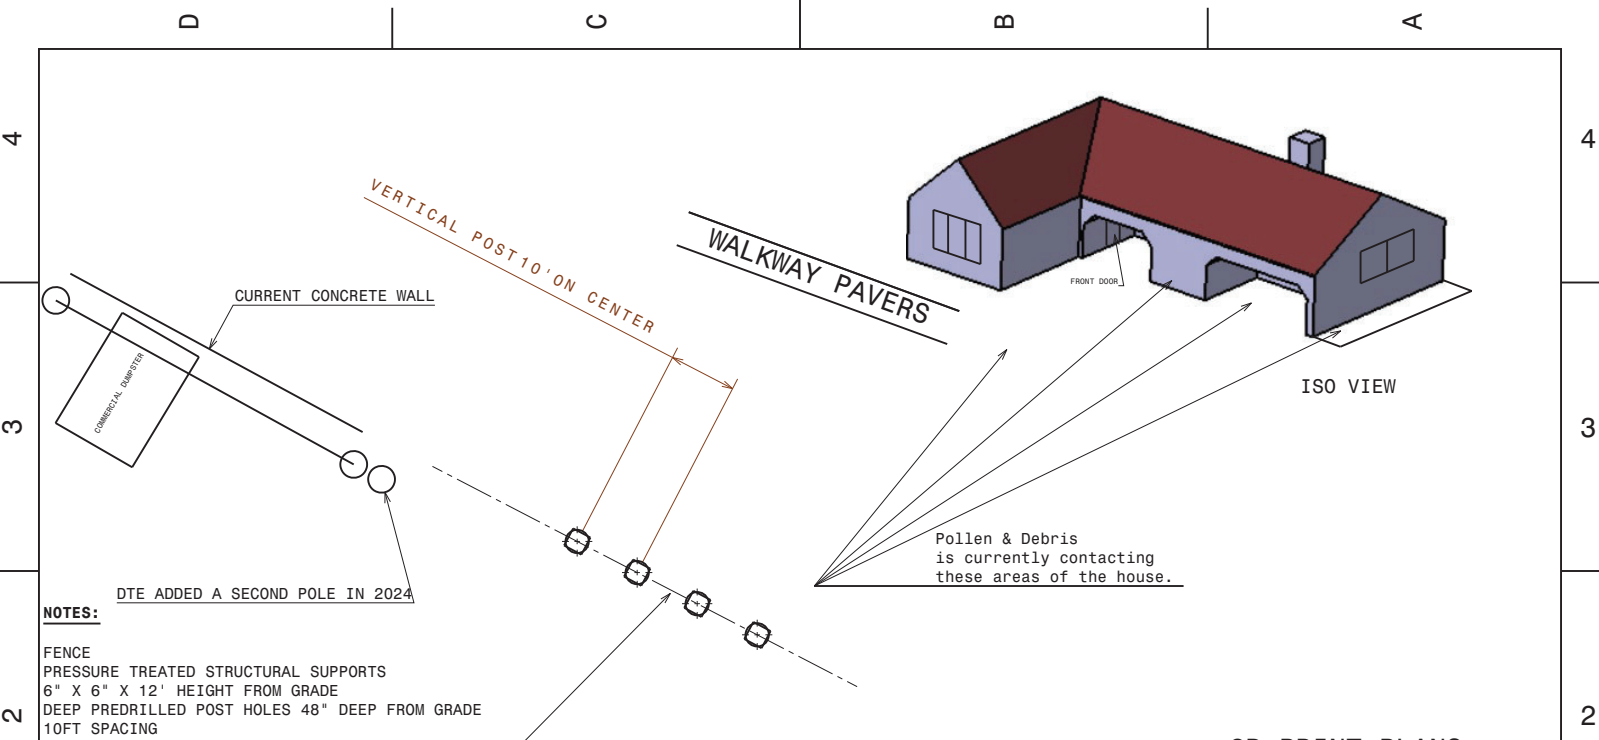 D
C
B
A
4
4
VERTICAL POST 10' ON CENTER
WALKWAY PAVERS
FRONT DOOR
CURRENT CONCRETE WALL
COMMERCIAL DUMPSTER
ISO VIEW
3
3
Pollen & Debris
is currently contacting
these areas of the house.
DTE ADDED A SECOND POLE IN 2024
NOTES:
FENCE
PRESSURE TREATED STRUCTURAL SUPPORTS
6" X 6" X 12' HEIGHT FROM GRADE
DEEP PREDRILLED POST HOLES 48" DEEP FROM GRADE
10FT SPACING
2
2